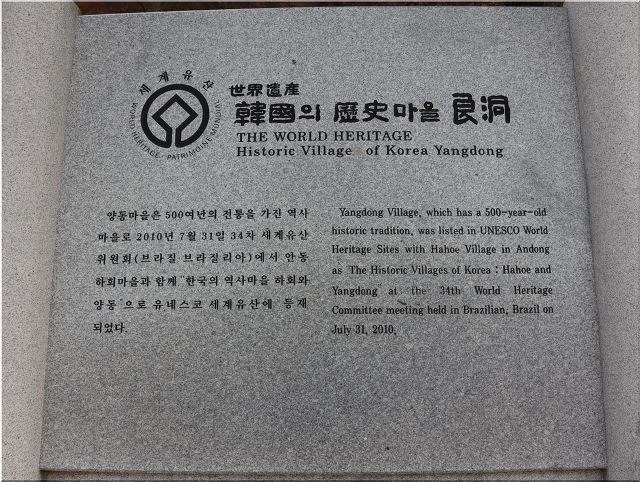 세계유산
WORLD HERITAGE · PATRIMOINE MONDIAL
世界遺産
韓國의 歷史마을 良洞
THE WORLD HERITAGE
Historic Villages of Korea Yangdong
양동마을은 500여년의 전통을 가진 역사
마을로 2010년 7월 31일 34차 세계유산
위원회(브라질 브라질리아)에서 안동
하회마을과 함께 "한국의 역사마을 하회와
양동"으로 유네스코 세계유산에 등재
되었다.
Yangdong Village, which has a 500-year-old
historic tradition, was listed in UNESCO World
Heritage Sites with Hahoe Village in Andong
as "The Historic Villages of Korea : Hahoe and
Yangdong" at the 34th World Heritage
Committee meeting held in Brazilian, Brazil on
July 31, 2010.